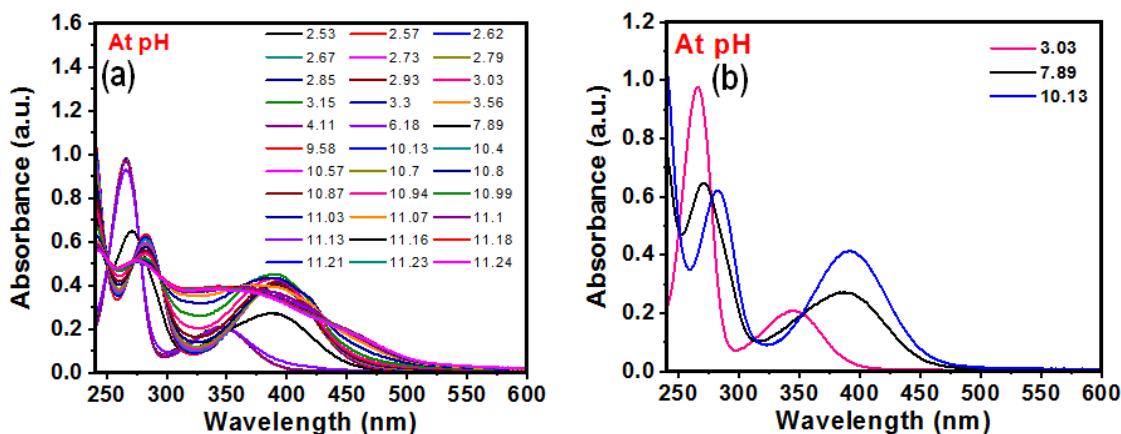 At pH
(a)
2.53 2.57 2.62
2.67 2.73 2.79
2.85 2.93 3.03
3.15 3.3 3.56
4.11 6.18 7.89
9.58 10.13 10.4
10.57 10.7 10.8
10.87 10.94 10.99
11.03 11.07 11.1
11.13 11.16 11.18
11.21 11.23 11.24
1.6
1.4
1.2
1.0
0.8
0.6
0.4
0.2
0.0
Absorbance (a.u.)
250 300 350 400 450 500 550 600
Wavelength (nm)
At pH
(b)
3.03
7.89
10.13
1.2
1.0
0.8
0.6
0.4
0.2
0.0
Absorbance (a.u.)
250 300 350 400 450 500 550 600
Wavelength (nm)